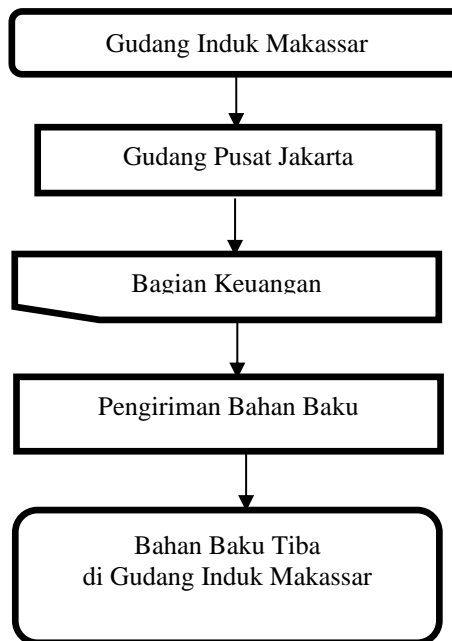 Gudang Induk Makassar
Gudang Pusat Jakarta
Bagian Keuangan
Pengiriman Bahan Baku
Bahan Baku Tiba
di Gudang Induk Makassar